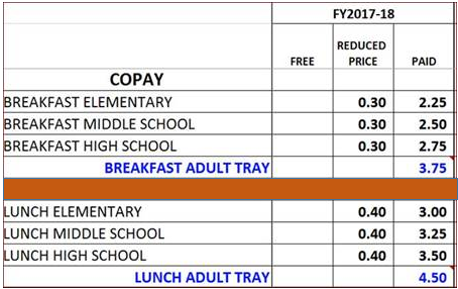 FY2017-18
FREE REDUCED PRICE PAID
COPAY
BREAKFAST ELEMENTARY 0.30 2.25
BREAKFAST MIDDLE SCHOOL 0.30 2.50
BREAKFAST HIGH SCHOOL 0.30 2.75
BREAKFAST ADULT TRAY 3.75
LUNCH ELEMENTARY 0.40 3.00
LUNCH MIDDLE SCHOOL 0.40 3.25
LUNCH HIGH SCHOOL 0.40 3.50
LUNCH ADULT TRAY 4.50